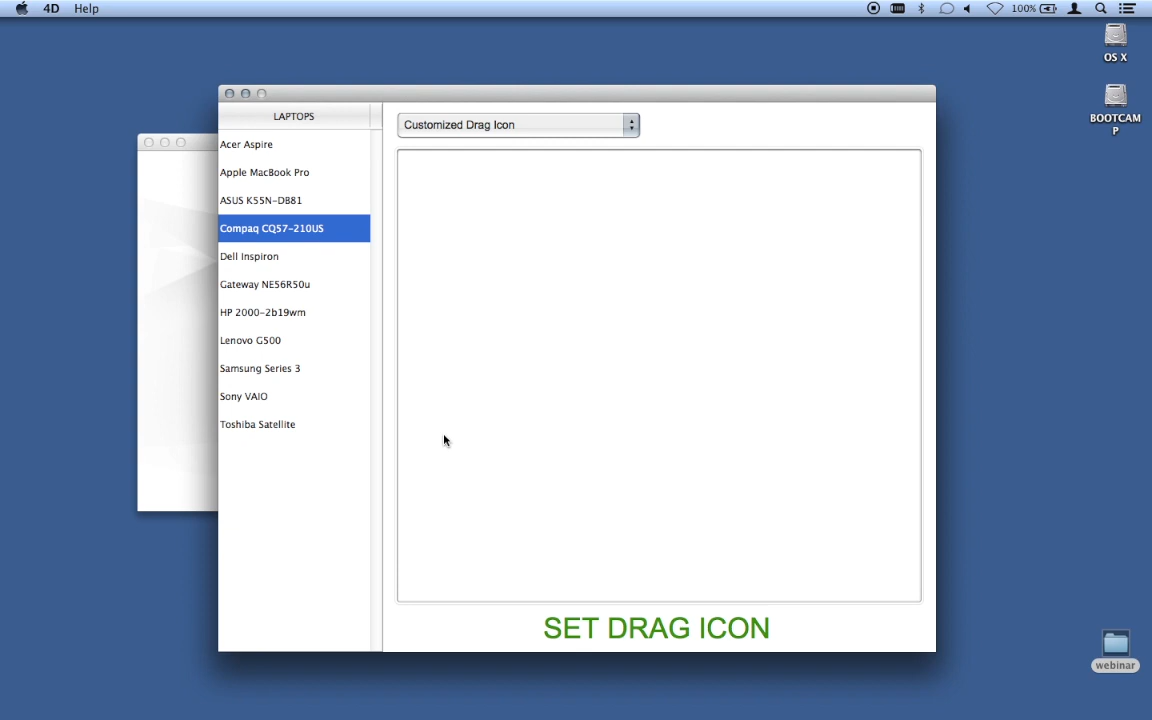 4D Help 100%
OS X
BOOTCAM
P
LAPTOPS
Customized Drag Icon
Acer Aspire
Apple MacBook Pro
ASUS K55N-DB81
Compaq CQ57-210US
Dell Inspiron
Gateway NE56R50u
HP 2000-2b19wm
Lenovo G500
Samsung Series 3
Sony VAIO
Toshiba Satellite
SET DRAG ICON
webinar